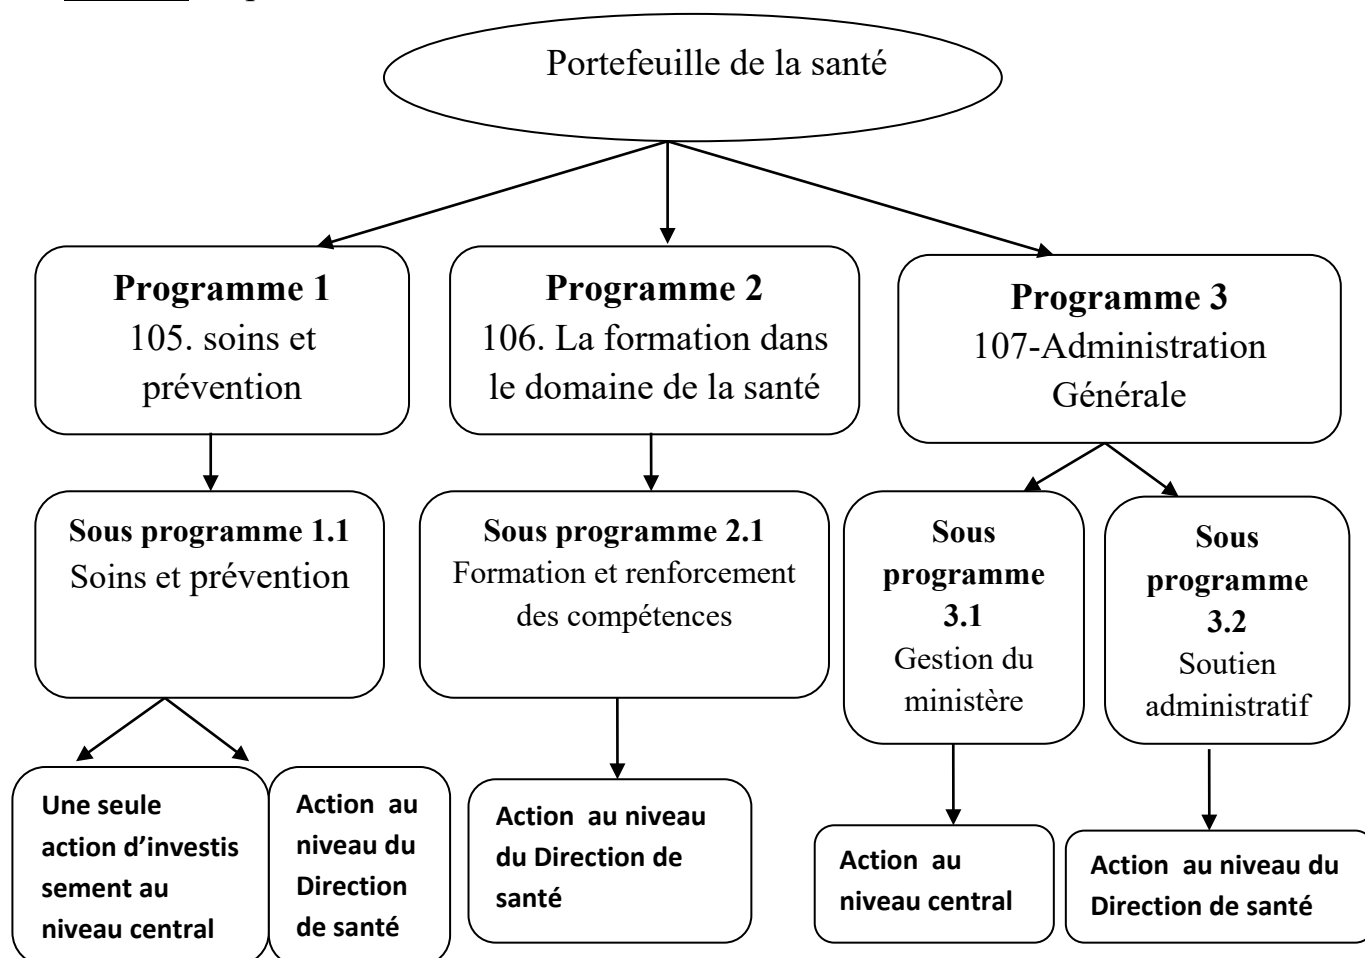 Portefeuille de la santé
Programme 1
105. soins et
prévention
Programme 2
106. La formation dans
le domaine de la santé
Programme 3
107-Administration
Générale
Sous programme 1.1
Soins et prévention
Sous programme 2.1
Formation et renforcement
des compétences
Sous
programme
3.1
Gestion du
ministère
Sous
programme
3.2
Soutien
administratif
Une seule
action d’investis
sement au
niveau central
Action au
niveau du
Direction
de santé
Action au niveau
du Direction de
santé
Action au
niveau central
Action au niveau du
Direction de santé